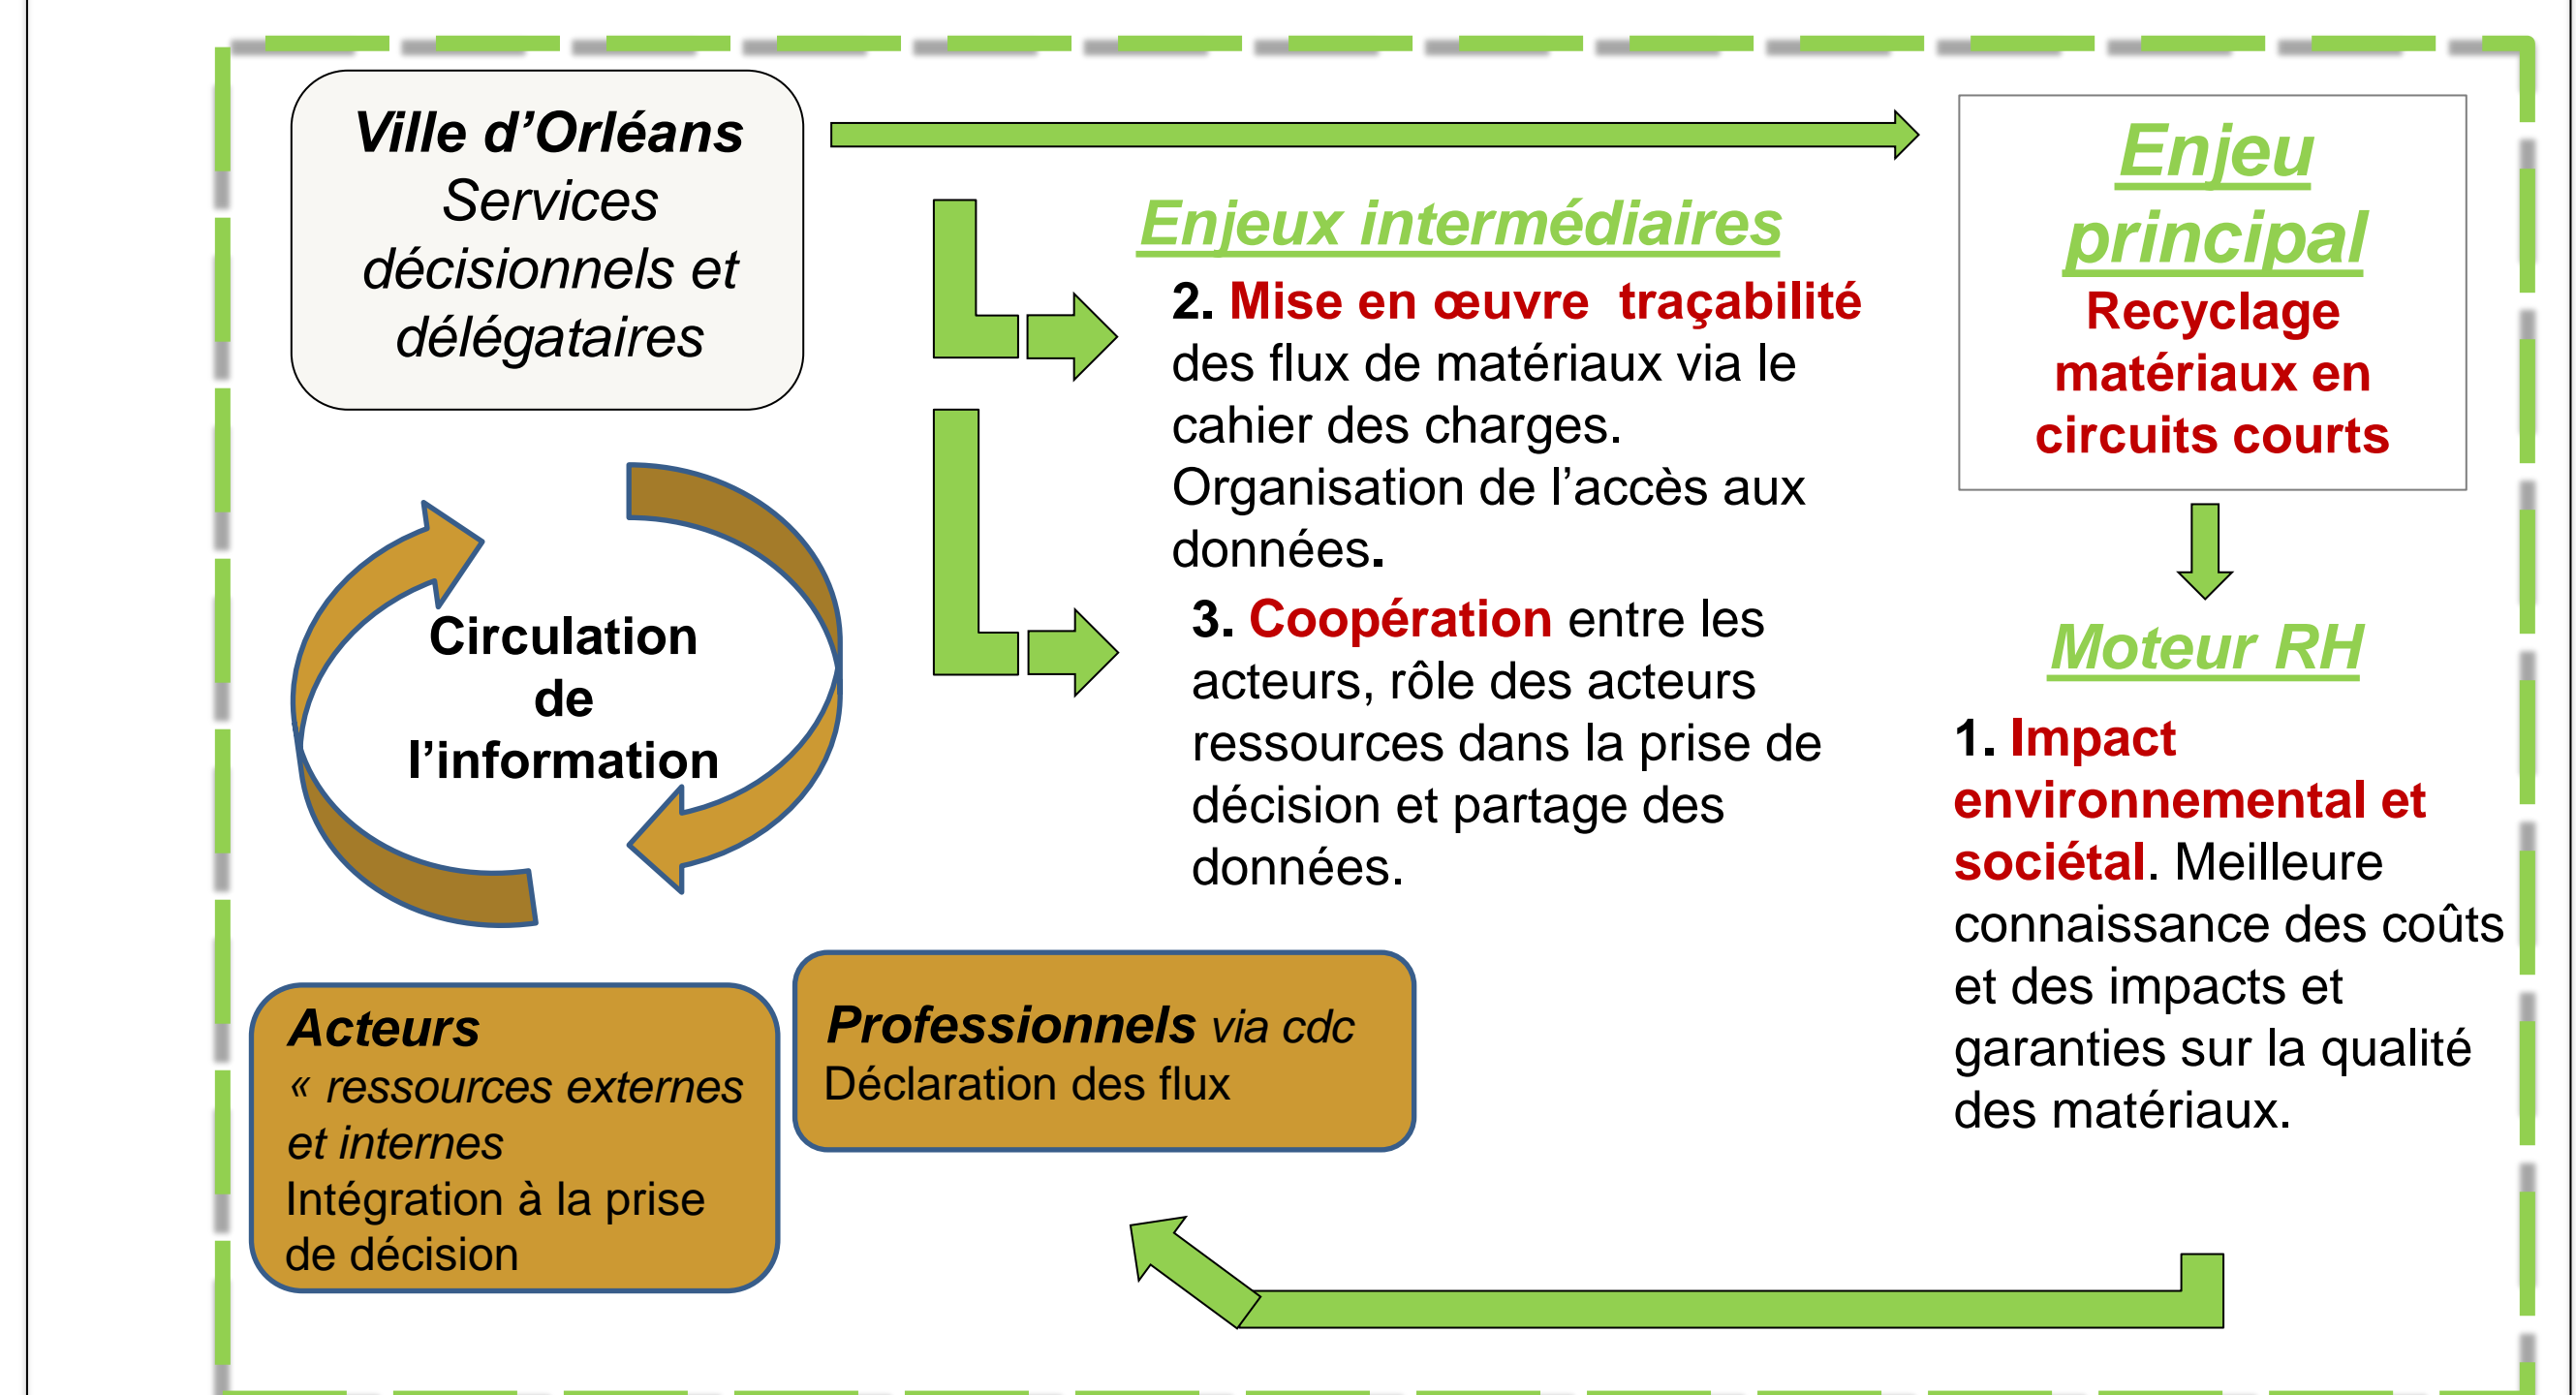 Ville d’Orléans
Services
décisionnels et
délégataires
Enjeu
principal
Recyclage
matériaux en
circuits courts
Enjeux intermédiaires
2. Mise en œuvre  traçabilité
des flux de matériaux via le
cahier des charges.
Organisation de l’accès aux
données.
3. Coopération entre les
acteurs, rôle des acteurs
ressources dans la prise de
décision et partage des
données.
Circulation
de
l’information
Moteur RH
1. Impact
environnemental et
sociétal. Meilleure
connaissance des coûts
et des impacts et
garanties sur la qualité
des matériaux.
Acteurs
« ressources externes
et internes
Intégration à la prise
de décision
Professionnels via cdc
Déclaration des flux